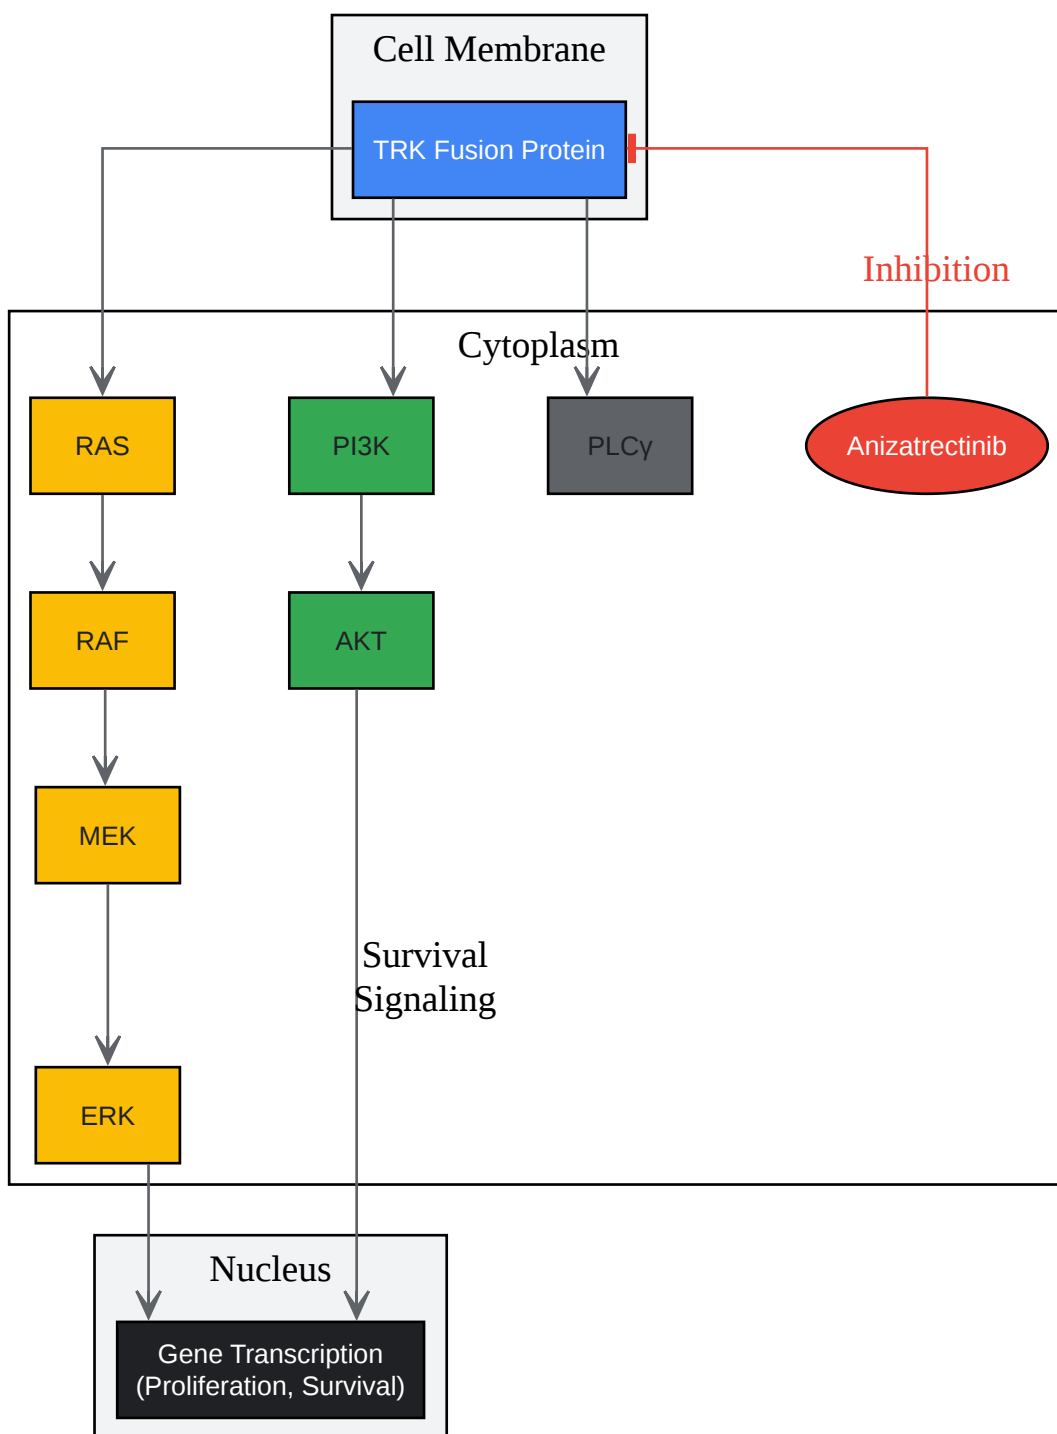 Cell Membrane
TRK Fusion Protein
Inhibition
Cytoplasm
RAS
PI3K
PLCγ
Anizatrectinib
RAF
AKT
MEK
Survival
Signaling
ERK
Nucleus
Gene Transcription
(Proliferation, Survival)